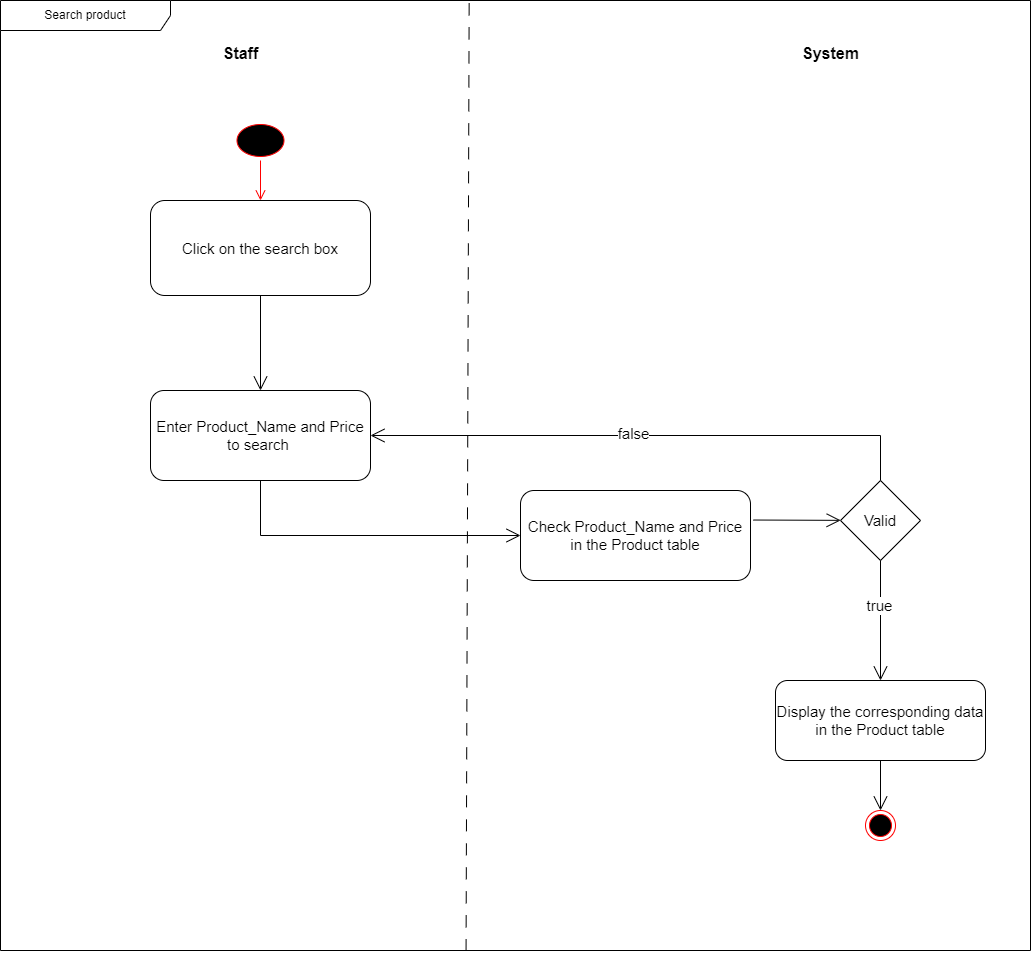 Search product
Staff
System
Click on the search box
Enter Product_Name and Price
to search
false
Check Product_Name and Price
in the Product table
Valid
true
Display the corresponding data
in the Product table